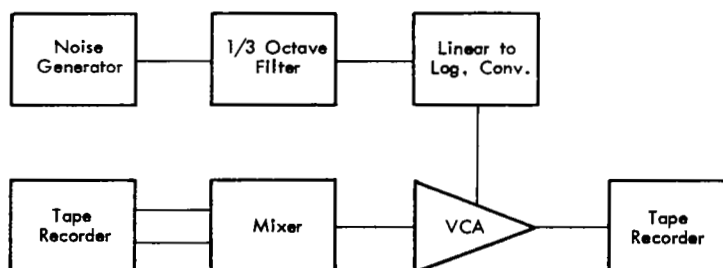 Noise
Generator
1/3 Octave
Filter
Linear to
Log. Conv.
Tape
Recorder
Mixer
VCA
Tape
Recorder